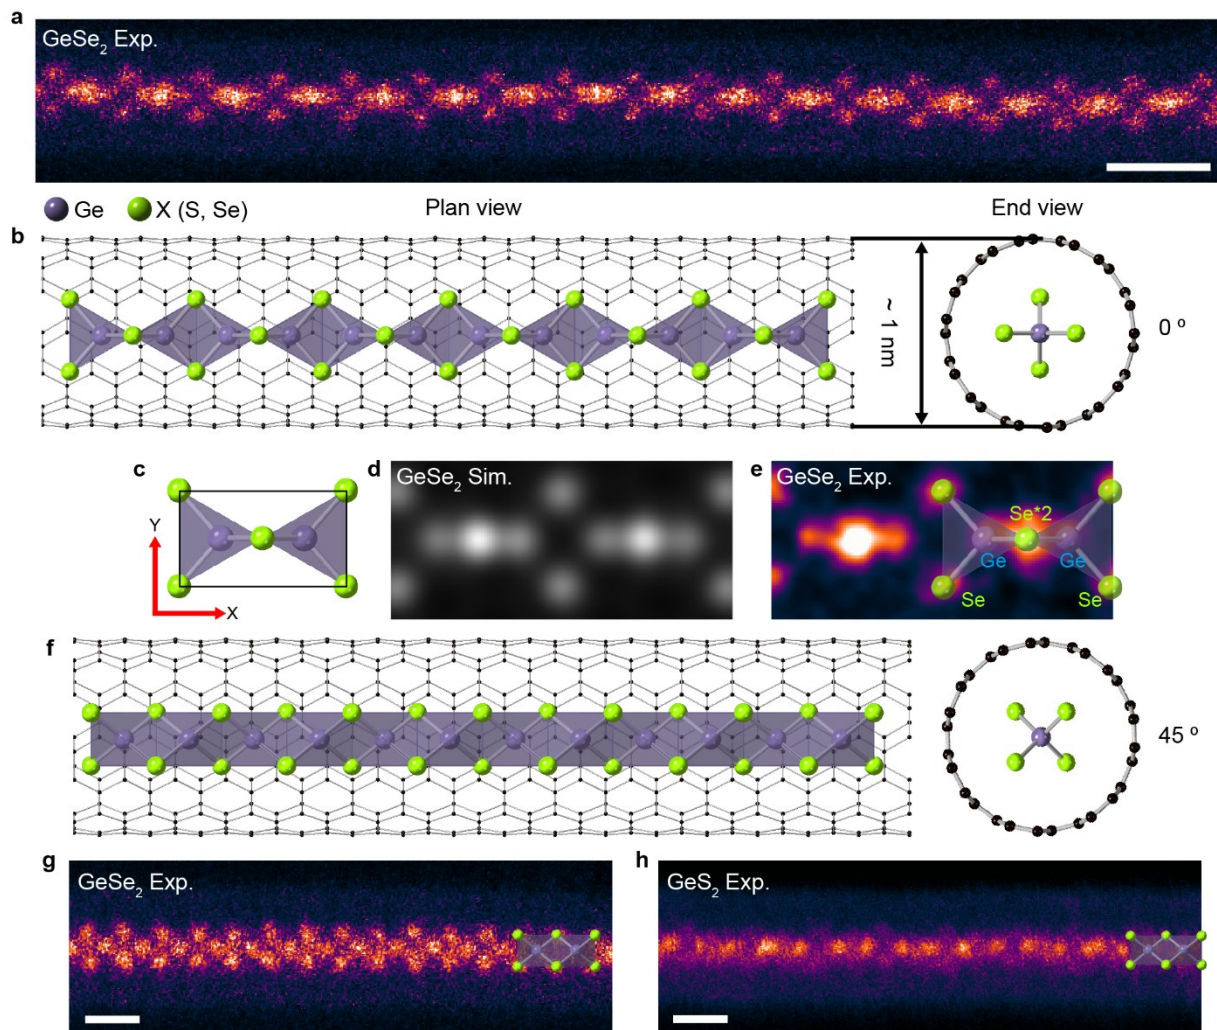 a
GeSe₂ Exp.
Ge X (S, Se) Plan view End view
b
~ 1 nm
0 º
c
Y
X
d
GeSe₂ Sim.
e
GeSe₂ Exp.
Se*2
Ge Ge
Se Se
f
45 º
g
GeSe₂ Exp.
h
GeS₂ Exp.